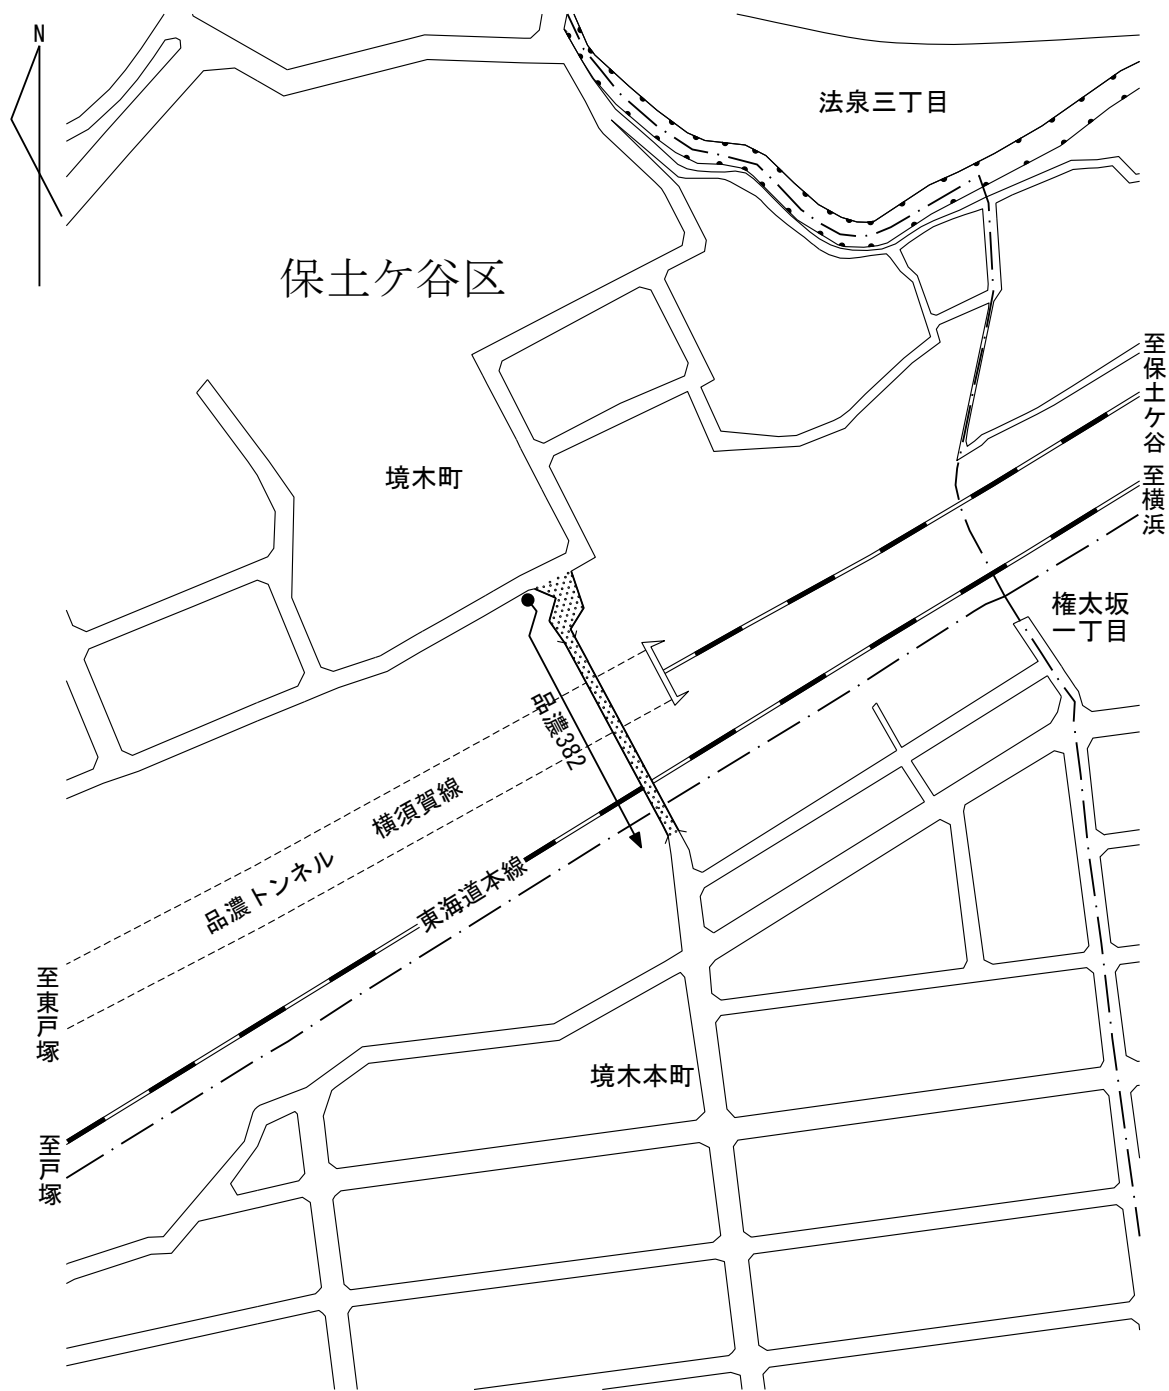 N
法泉三丁目
保土ケ谷区
至保土ケ谷
境木町
至横浜
権太坂
一丁目
品濃382
横須賀線
品濃トンネル
東海道本線
至東戸塚
境木本町
至戸塚